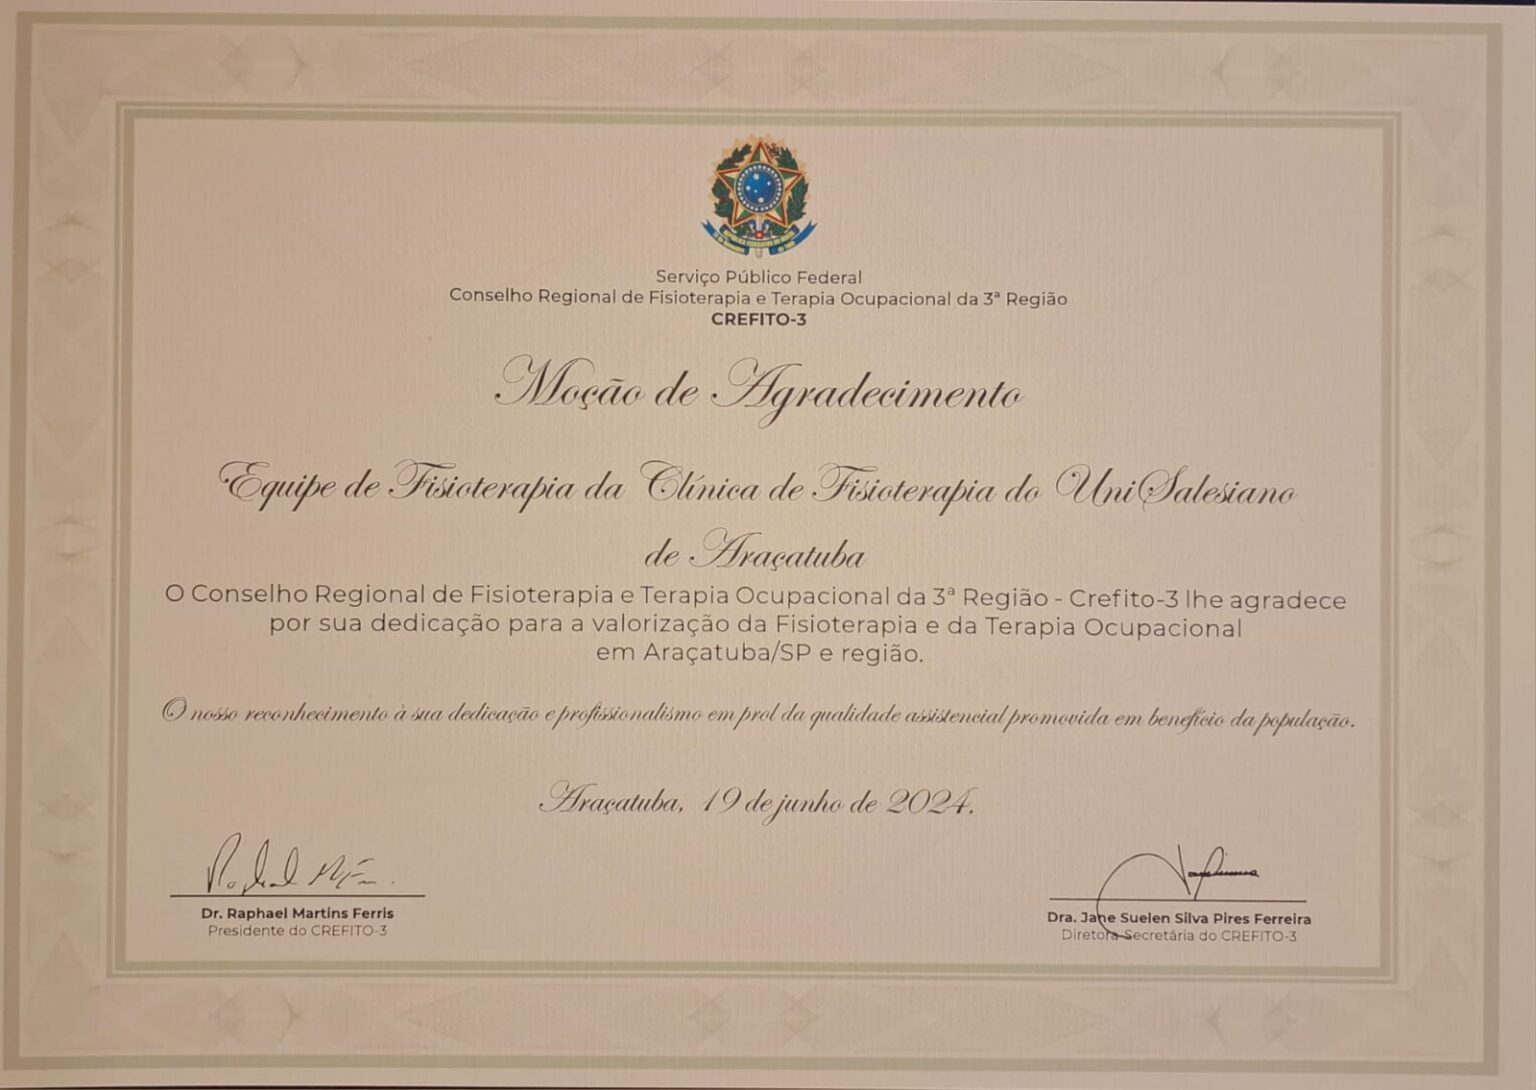 Serviço Público Federal
Conselho Regional de Fisioterapia e Terapia Ocupacional da 3ª Região
CREFITO-3
Moção de Agradecimento
Equipe de Fisioterapia da Clínica de Fisioterapia do UniSalesiano
de Araçatuba
O Conselho Regional de Fisioterapia e Terapia Ocupacional da 3ª Região - Crefito-3 lhe agradece
por sua dedicação para a valorização da Fisioterapia e da Terapia Ocupacional
em Araçatuba/SP e região.
O nosso reconhecimento à sua dedicação e profissionalismo em prol da qualidade assistencial promovida em benefício da população.
Araçatuba, 19 de junho de 2024.
Dr. Raphael Martins Ferris
Presidente do CREFITO-3
Dra. Jane Suelen Silva Pires Ferreira
Diretora-Secretária do CREFITO-3